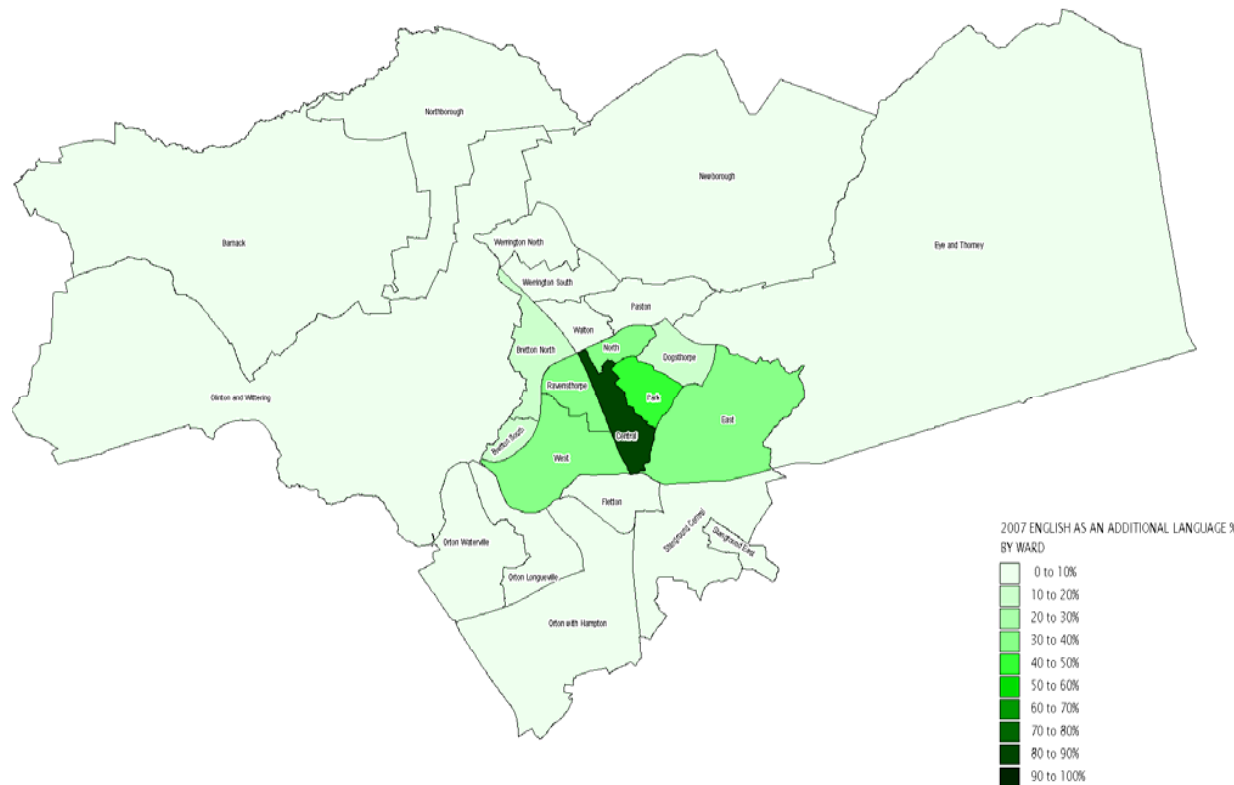 Northborough
Newborough
Barnack
Werrington North
Eye and Thorney
Werrington South
Paston
Walton
North
Bretton North
Dogsthorpe
Ravensthorpe
Park
Glinton and Wittering
East
Central
Bretton South
West
Fletton
Stanground Central
Stanground East
Orton Waterville
Orton Longueville
Orton with Hampton
2007 ENGLISH AS AN ADDITIONAL LANGUAGE %
BY WARD
0 to 10%
10 to 20%
20 to 30%
30 to 40%
40 to 50%
50 to 60%
60 to 70%
70 to 80%
80 to 90%
90 to 100%